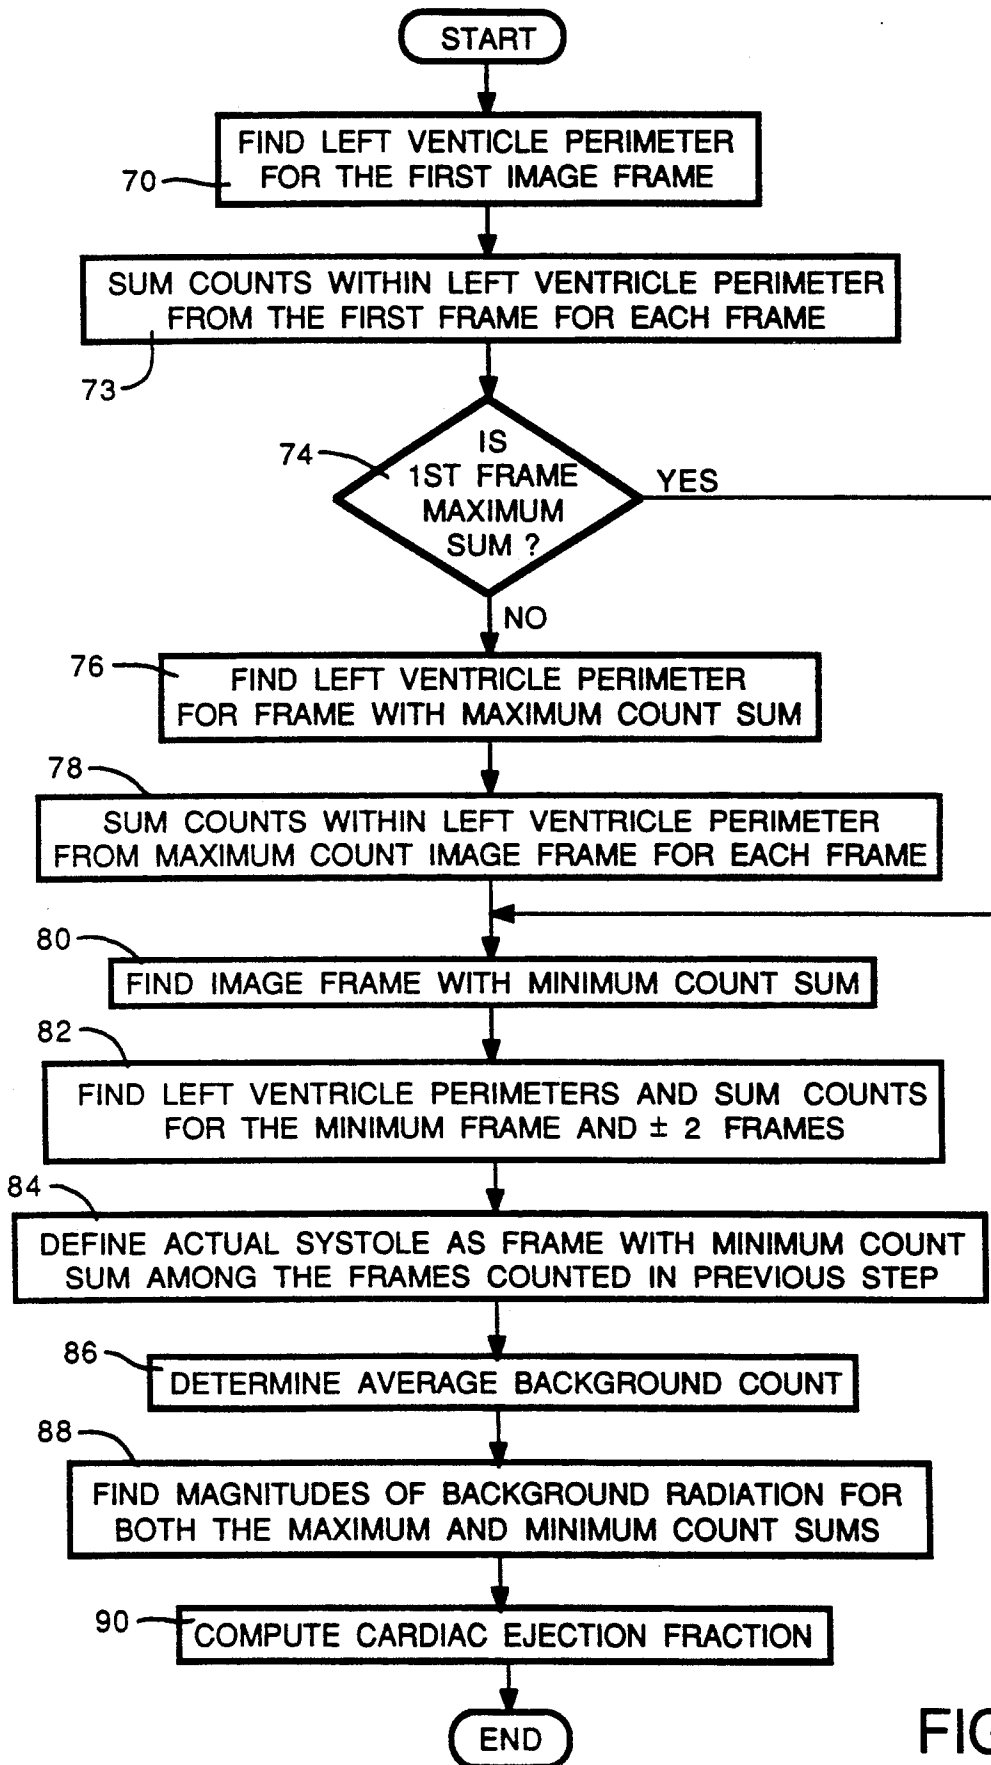 START
FIND LEFT VENTICLE PERIMETER
FOR THE FIRST IMAGE FRAME
70
SUM COUNTS WITHIN LEFT VENTRICLE PERIMETER
FROM THE FIRST FRAME FOR EACH FRAME
73
IS
1ST FRAME
MAXIMUM
SUM ?
74
YES
NO
76
FIND LEFT VENTRICLE PERIMETER
FOR FRAME WITH MAXIMUM COUNT SUM
78
SUM COUNTS WITHIN LEFT VENTRICLE PERIMETER
FROM MAXIMUM COUNT IMAGE FRAME FOR EACH FRAME
80
FIND IMAGE FRAME WITH MINIMUM COUNT SUM
82
FIND LEFT VENTRICLE PERIMETERS AND SUM COUNTS
FOR THE MINIMUM FRAME AND ± 2 FRAMES
84
DEFINE ACTUAL SYSTOLE AS FRAME WITH MINIMUM COUNT
SUM AMONG THE FRAMES COUNTED IN PREVIOUS STEP
86
DETERMINE AVERAGE BACKGROUND COUNT
88
FIND MAGNITUDES OF BACKGROUND RADIATION FOR
BOTH THE MAXIMUM AND MINIMUM COUNT SUMS
90
COMPUTE CARDIAC EJECTION FRACTION
END
FIG